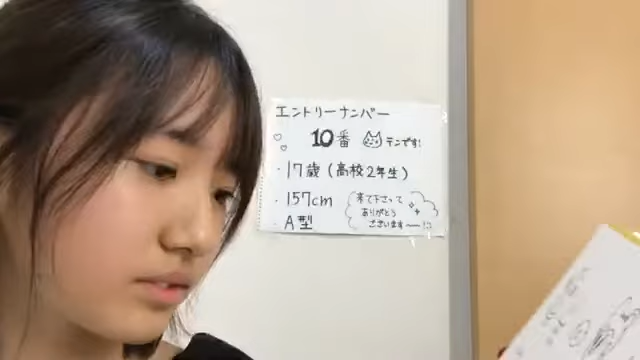 エントリーナンバー
♡ 10番 テンです!
♡
・17歳(高校2年生)
・157cm
・A型
来て下さって
ありがとう
ございます〜!!